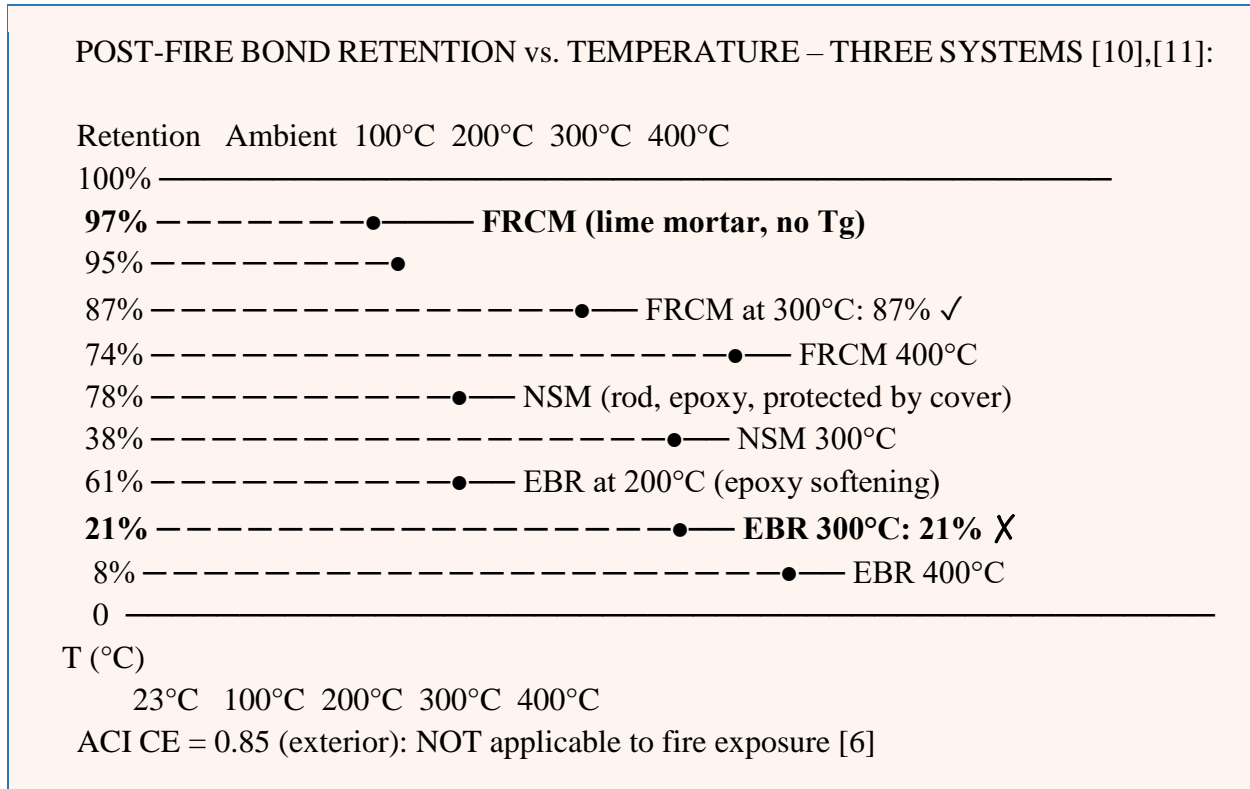 POST-FIRE BOND RETENTION vs. TEMPERATURE – THREE SYSTEMS [10],[11]:
Retention Ambient 100°C 200°C 300°C 400°C
100% ──────────────────────────────
97% ─ ─ ─ ─ ─ ─ ─ ●─── FRCM (lime mortar, no Tg)
95% ─ ─ ─ ─ ─ ─ ─ ─●
87% ─ ─ ─ ─ ─ ─ ─ ─ ─ ─ ─ ─ ─ ─●── FRCM at 300°C: 87% ✓
74% ─ ─ ─ ─ ─ ─ ─ ─ ─ ─ ─ ─ ─ ─ ─ ─ ─ ─ ─●── FRCM 400°C
78% ─ ─ ─ ─ ─ ─ ─ ─ ─ ─●── NSM (rod, epoxy, protected by cover)
38% ─ ─ ─ ─ ─ ─ ─ ─ ─ ─ ─ ─ ─ ─ ─ ─ ─●── NSM 300°C
61% ─ ─ ─ ─ ─ ─ ─ ─ ─ ─●── EBR at 200°C (epoxy softening)
21% ─ ─ ─ ─ ─ ─ ─ ─ ─ ─ ─ ─ ─ ─ ─ ─ ─●── EBR 300°C: 21% ✗
8% ─ ─ ─ ─ ─ ─ ─ ─ ─ ─ ─ ─ ─ ─ ─ ─ ─ ─ ─ ─ ─●── EBR 400°C
0 ───────────────────────────────────
T (°C)
23°C 100°C 200°C 300°C 400°C
ACI CE = 0.85 (exterior): NOT applicable to fire exposure [6]